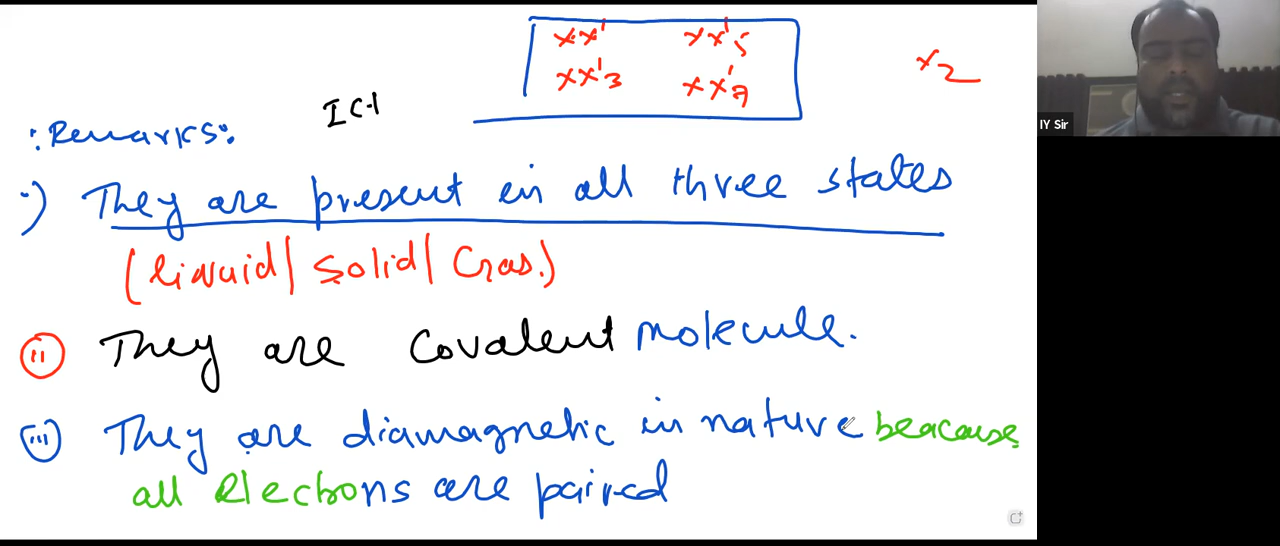 XX' XX'5
XX'3 XX'7
X2
ICl
IY Sir
:Remarks:
i) They are present in all three states
(liquid/ Solid/ Gas.)
(ii) They are covalent molecule.
(iii) They are diamagnetic in nature beacause
all Electrons are paired